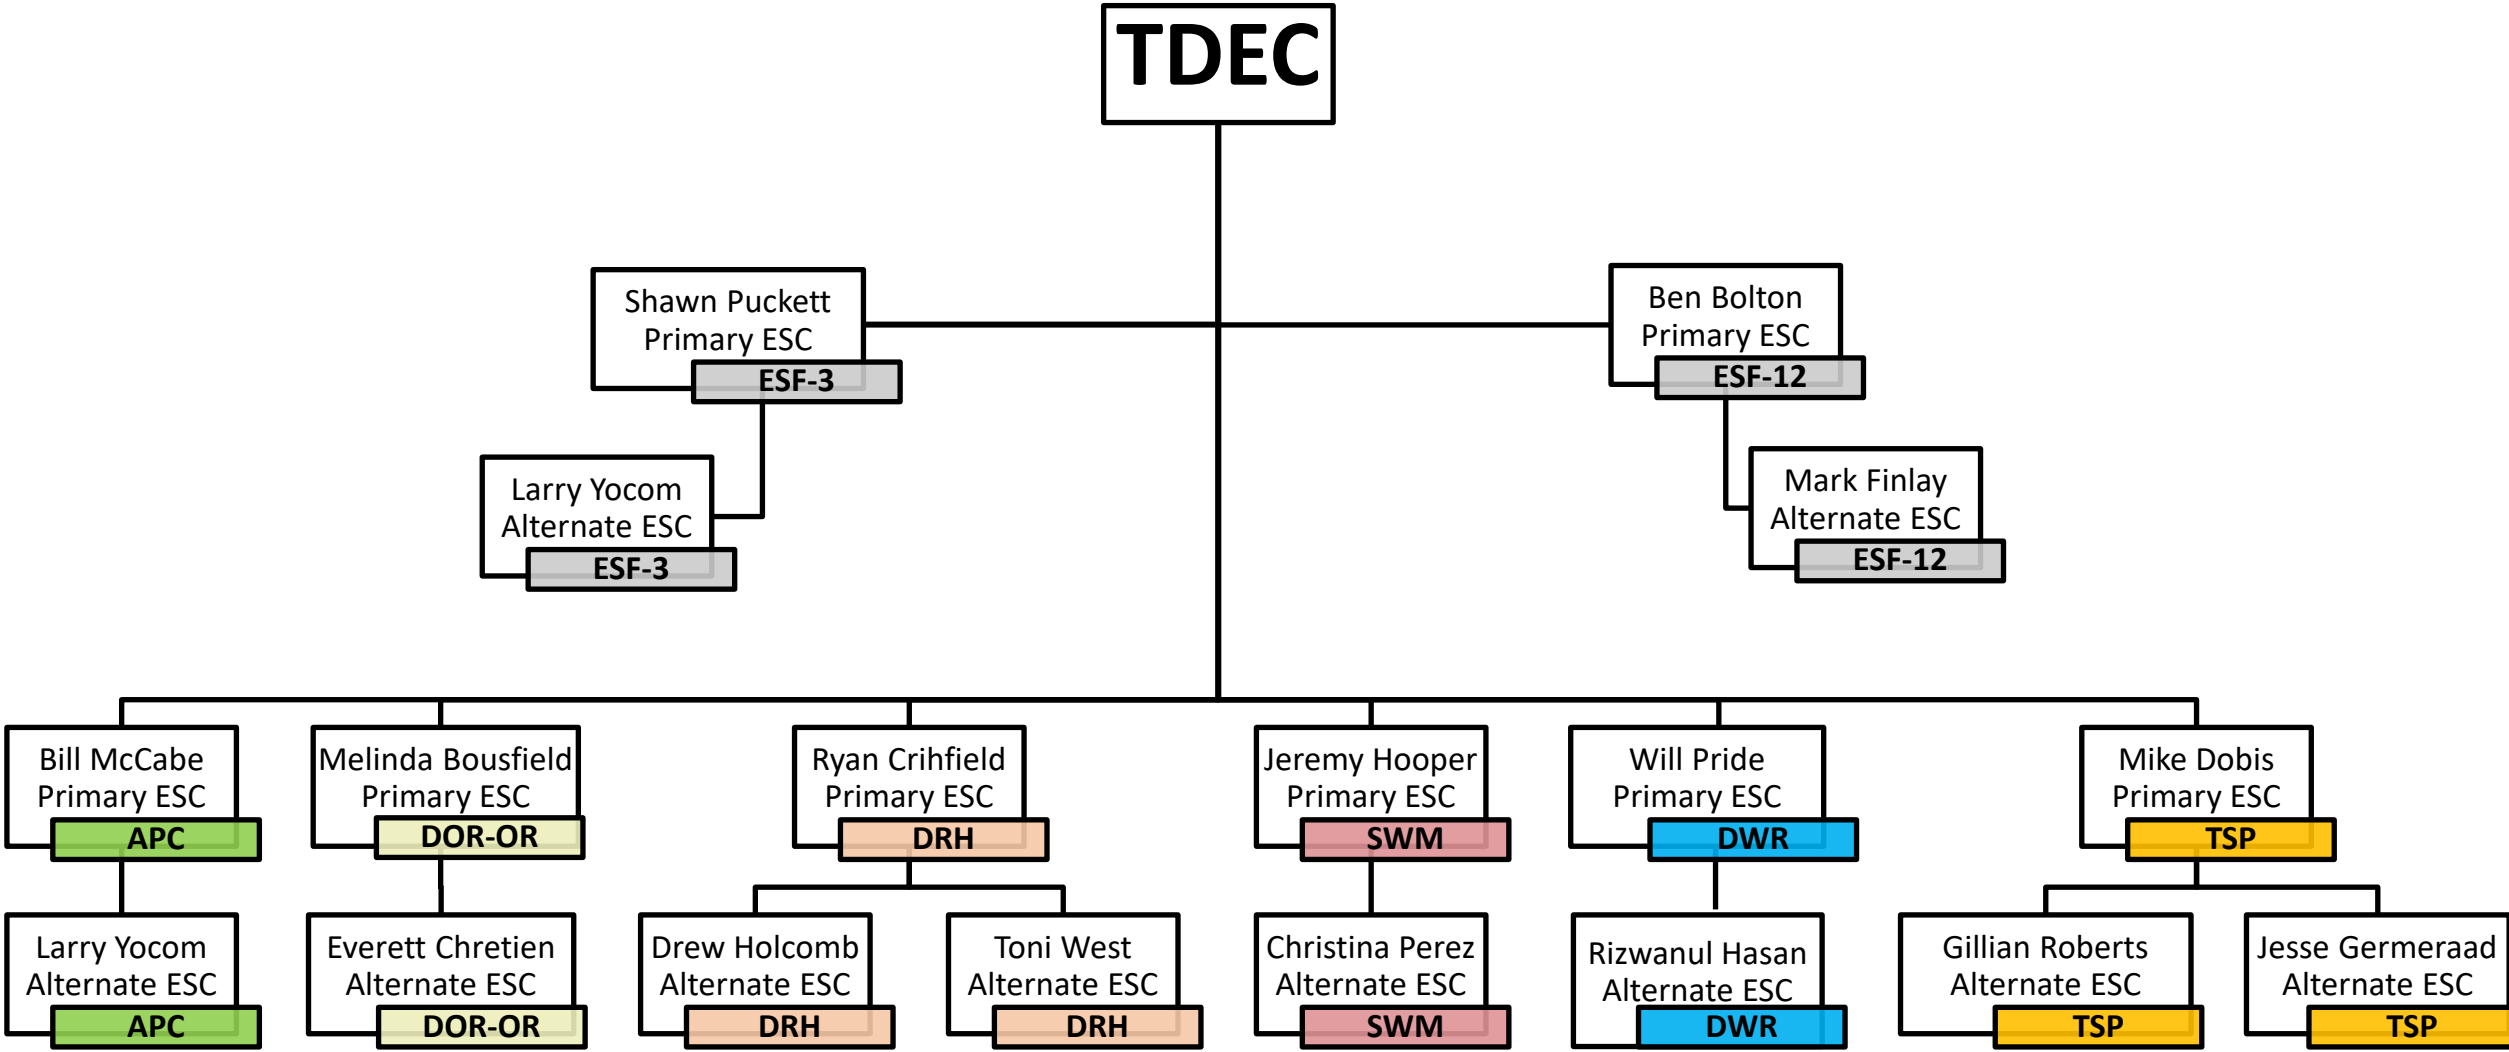 TDEC
Shawn Puckett
Primary ESC
ESF-3
Ben Bolton
Primary ESC
ESF-12
Larry Yocom
Alternate ESC
ESF-3
Mark Finlay
Alternate ESC
ESF-12
Bill McCabe
Primary ESC
APC
Melinda Bousfield
Primary ESC
DOR-OR
Ryan Crihfield
Primary ESC
DRH
Jeremy Hooper
Primary ESC
SWM
Will Pride
Primary ESC
DWR
Mike Dobis
Primary ESC
TSP
Larry Yocom
Alternate ESC
APC
Everett Chretien
Alternate ESC
DOR-OR
Drew Holcomb
Alternate ESC
DRH
Toni West
Alternate ESC
DRH
Christina Perez
Alternate ESC
SWM
Rizwanul Hasan
Alternate ESC
DWR
Gillian Roberts
Alternate ESC
TSP
Jesse Germeraad
Alternate ESC
TSP